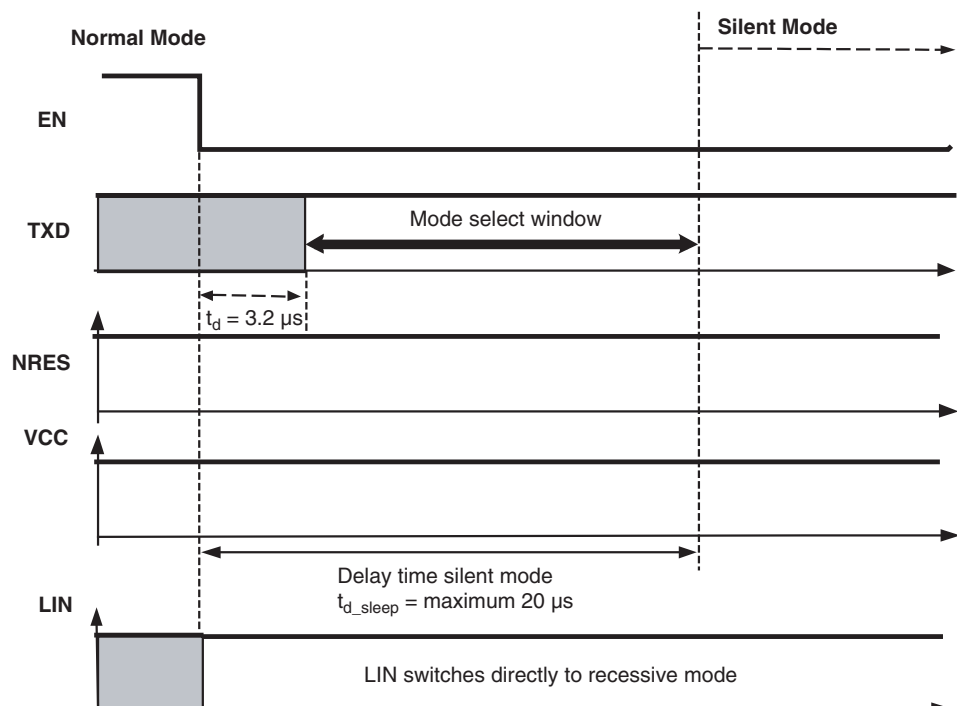 Normal Mode
Silent Mode
EN
TXD
Mode select window
t_d = 3.2 µs
NRES
VCC
Delay time silent mode
t_d_sleep = maximum 20 µs
LIN
LIN switches directly to recessive mode